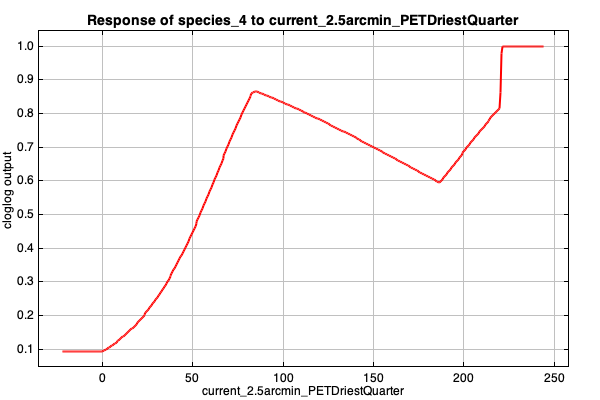 Response of species_4 to current_2.5arcmin_PETDriestQuarter
1.0
0.9
0.8
0.7
0.6
0.5
0.4
0.3
0.2
0.1
cloglog output
0 50 100 150 200 250
current_2.5arcmin_PETDriestQuarter